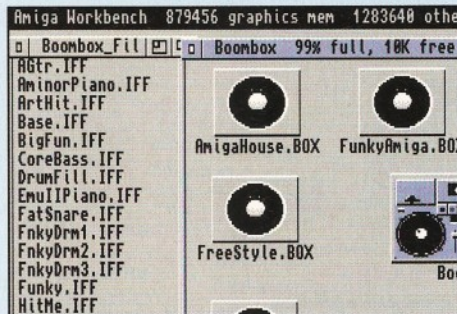 Amiga Workbench 879456 graphics mem 1283640 othe
Boombox_Fil
Boombox 99% full, 10K free
AGtr.IFF
AminorPiano.IFF
ArtHit.IFF
Base.IFF
BigFun.IFF
CoreBass.IFF
DrumFill.IFF
EmuIIPiano.IFF
FatSnare.IFF
FnkyDrm1.IFF
FnkyDrm2.IFF
FnkyDrm3.IFF
Funky.IFF
HitMe.IFF
AmigaHouse.BOX
FunkyAmiga.BO
FreeStyle.BOX
Boo